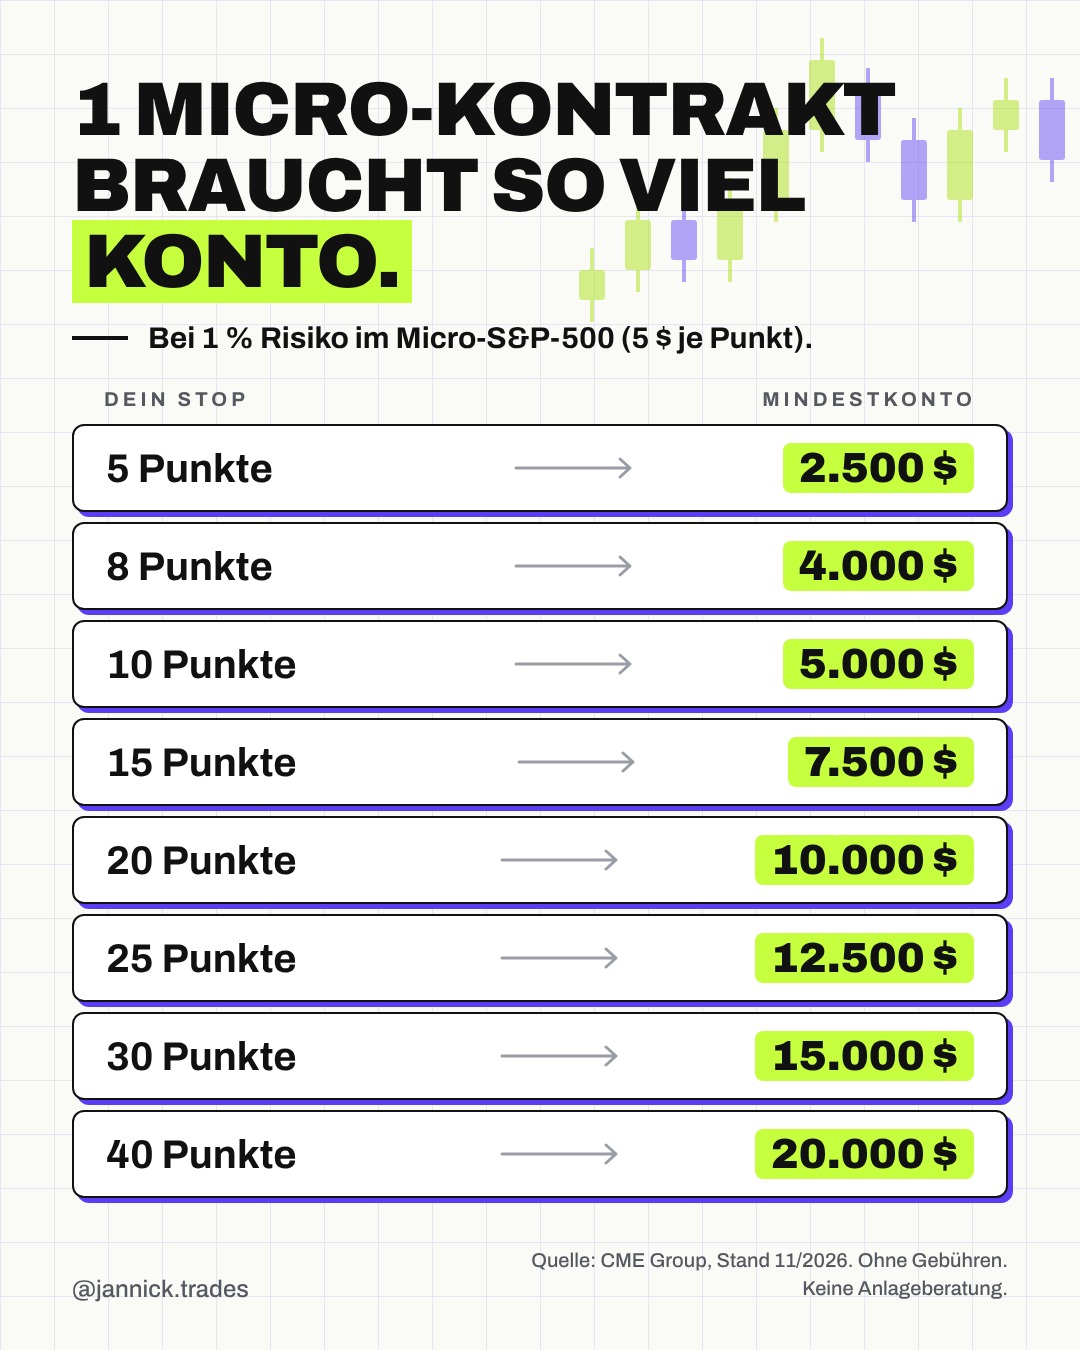 1 MICRO-KONTRAKT
BRAUCHT SO VIEL
KONTO.
Bei 1 % Risiko im Micro-S&P-500 (5 $ je Punkt).
DEIN STOP MINDESTKONTO
5 Punkte 2.500 $
8 Punkte 4.000 $
10 Punkte 5.000 $
15 Punkte 7.500 $
20 Punkte 10.000 $
25 Punkte 12.500 $
30 Punkte 15.000 $
40 Punkte 20.000 $
Quelle: CME Group, Stand 11/2026. Ohne Gebühren.
@jannick.trades Keine Anlageberatung.